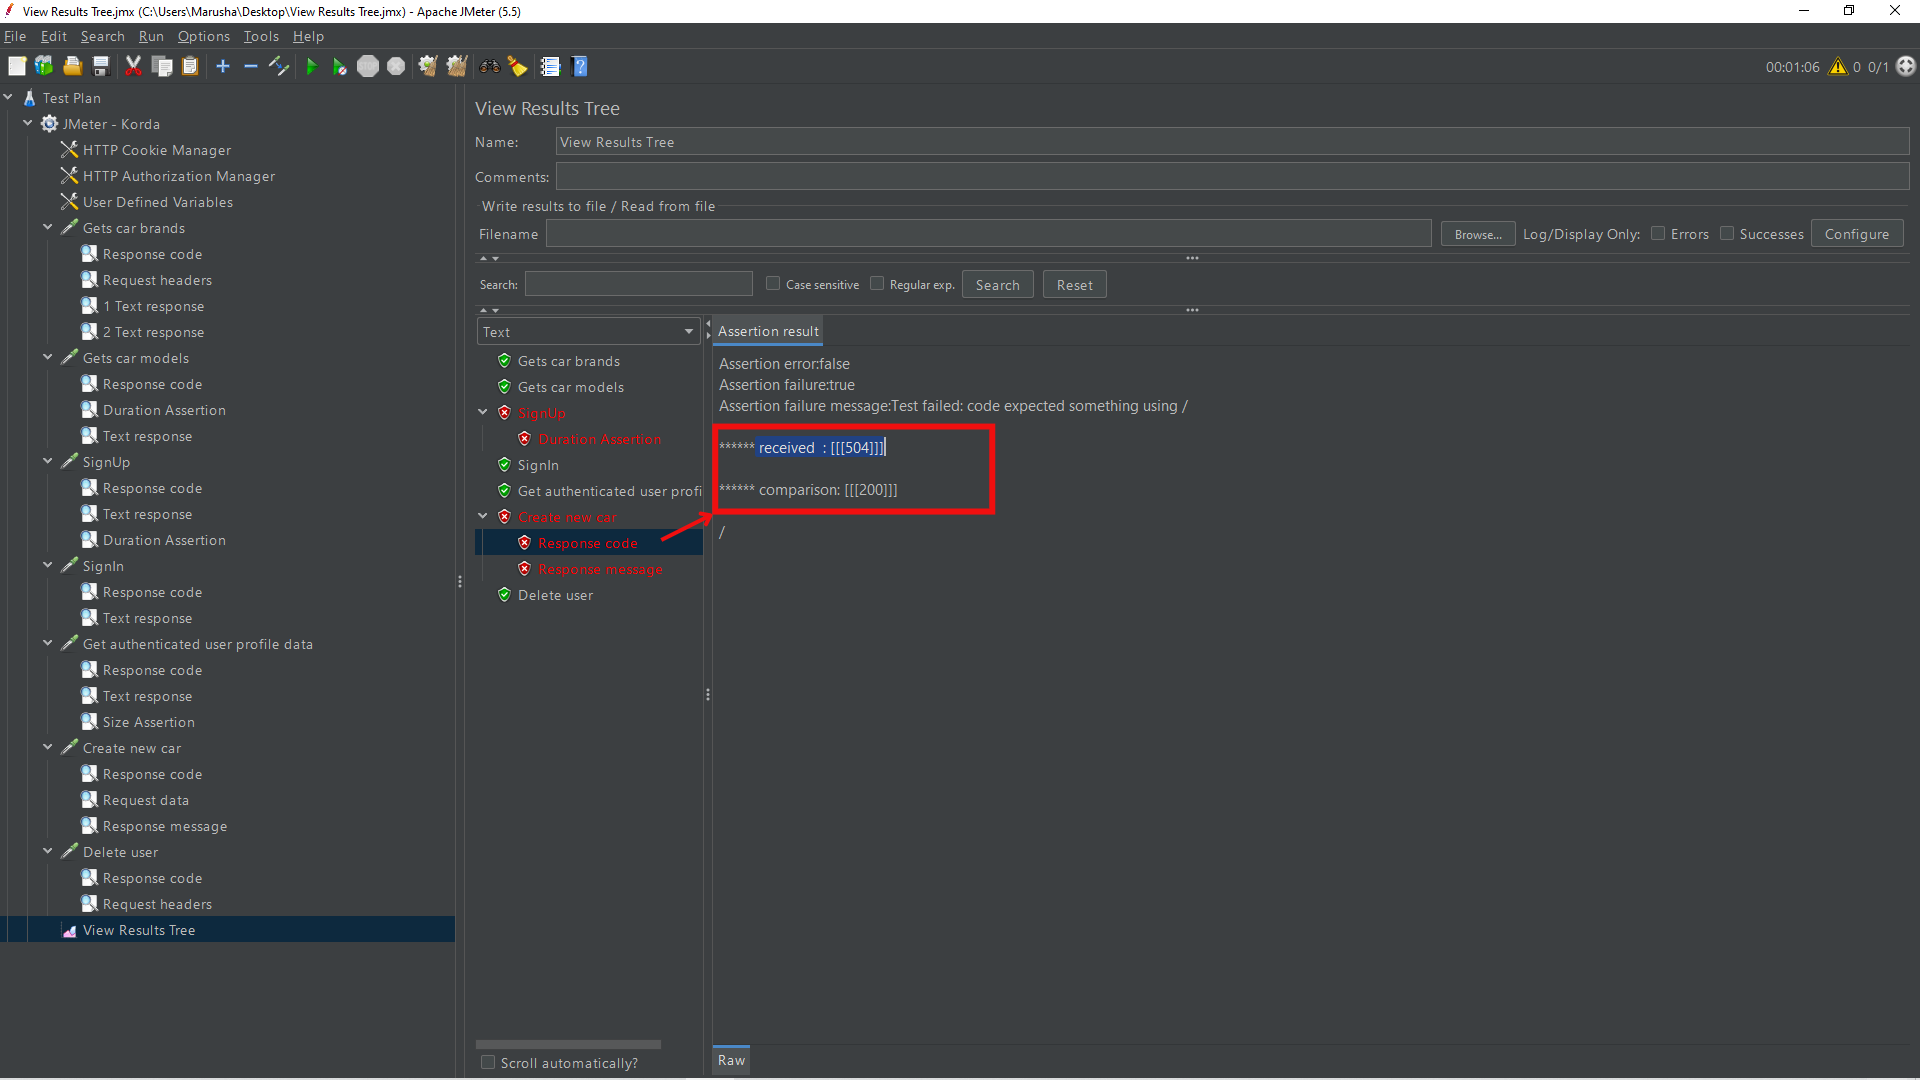 View Results Tree.jmx (C:\Users\Marusha\Desktop\View Results Tree.jmx) - Apache JMeter (5.5)
File Edit Search Run Options Tools Help
00:01:06 0 0/1
Test Plan
JMeter - Korda
HTTP Cookie Manager
HTTP Authorization Manager
User Defined Variables
Gets car brands
Response code
Request headers
1 Text response
2 Text response
Gets car models
Response code
Duration Assertion
Text response
SignUp
Response code
Text response
Duration Assertion
SignIn
Response code
Text response
Get authenticated user profile data
Response code
Text response
Size Assertion
Create new car
Response code
Request data
Response message
Delete user
Response code
Request headers
View Results Tree
View Results Tree
Name: View Results Tree
Comments:
Write results to file / Read from file
Filename Browse... Log/Display Only: Errors Successes Configure
Search: Case sensitive Regular exp. Search Reset
Text
Gets car brands
Gets car models
SignUp
Duration Assertion
SignIn
Get authenticated user profi
Create new car
Response code
Response message
Delete user
Scroll automatically?
Assertion result
Assertion error:false
Assertion failure:true
Assertion failure message:Test failed: code expected something using /
****** received  : [[[504]]]
****** comparison: [[[200]]]
/
Raw